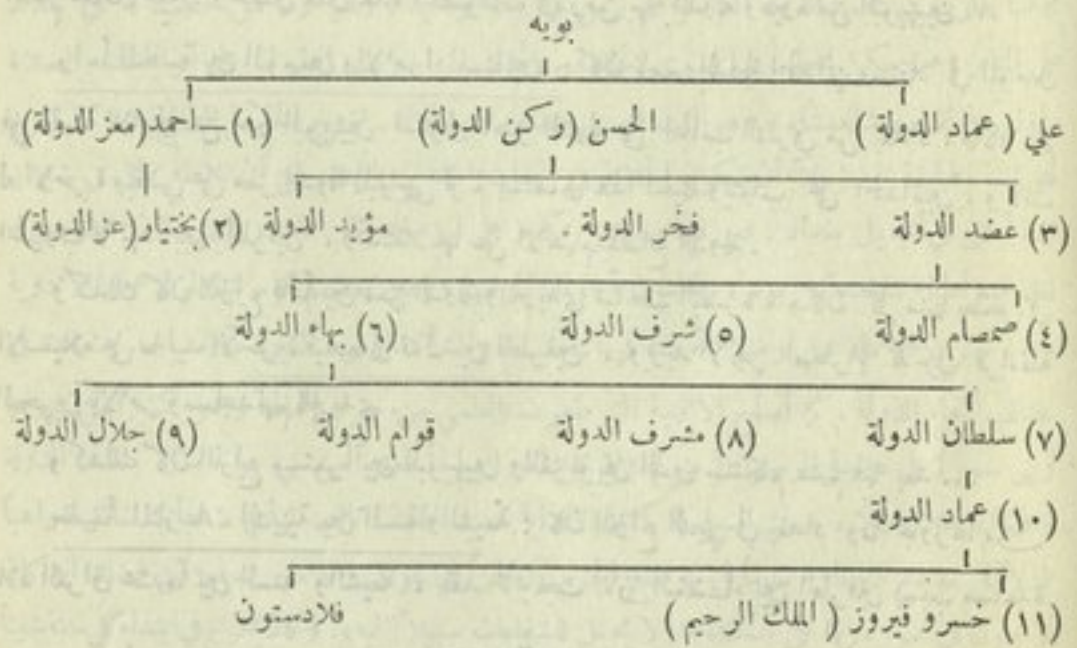 بويه
علي ( عماد الدولة ) الحسن (ركن الدولة) (١)–احمد(معز الدولة)
(٣) عضد الدولة فخر الدولة . مؤيد الدولة (٢) بختيار(عز الدولة)
(٤) صمصام الدولة (٥) شرف الدولة (٦) بهاء الدولة
(٧) سلطان الدولة (٨) مشرف الدولة قوام الدولة (٩) جلال الدولة
(١٠) عماد الدولة
(١١) خسرو فيروز ( الملك الرحيم ) فلادستون